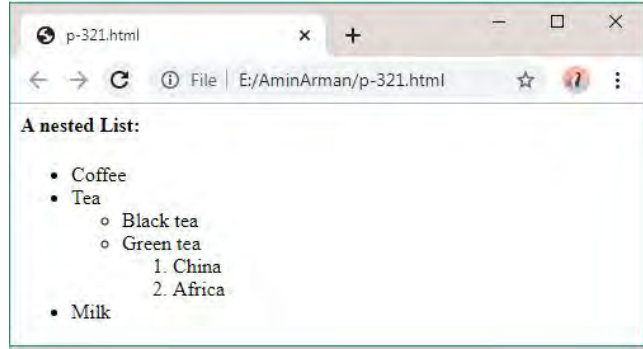 p-321.html
File | E:/AminArman/p-321.html
A nested List:
• Coffee
• Tea
○ Black tea
○ Green tea
1. China
2. Africa
• Milk